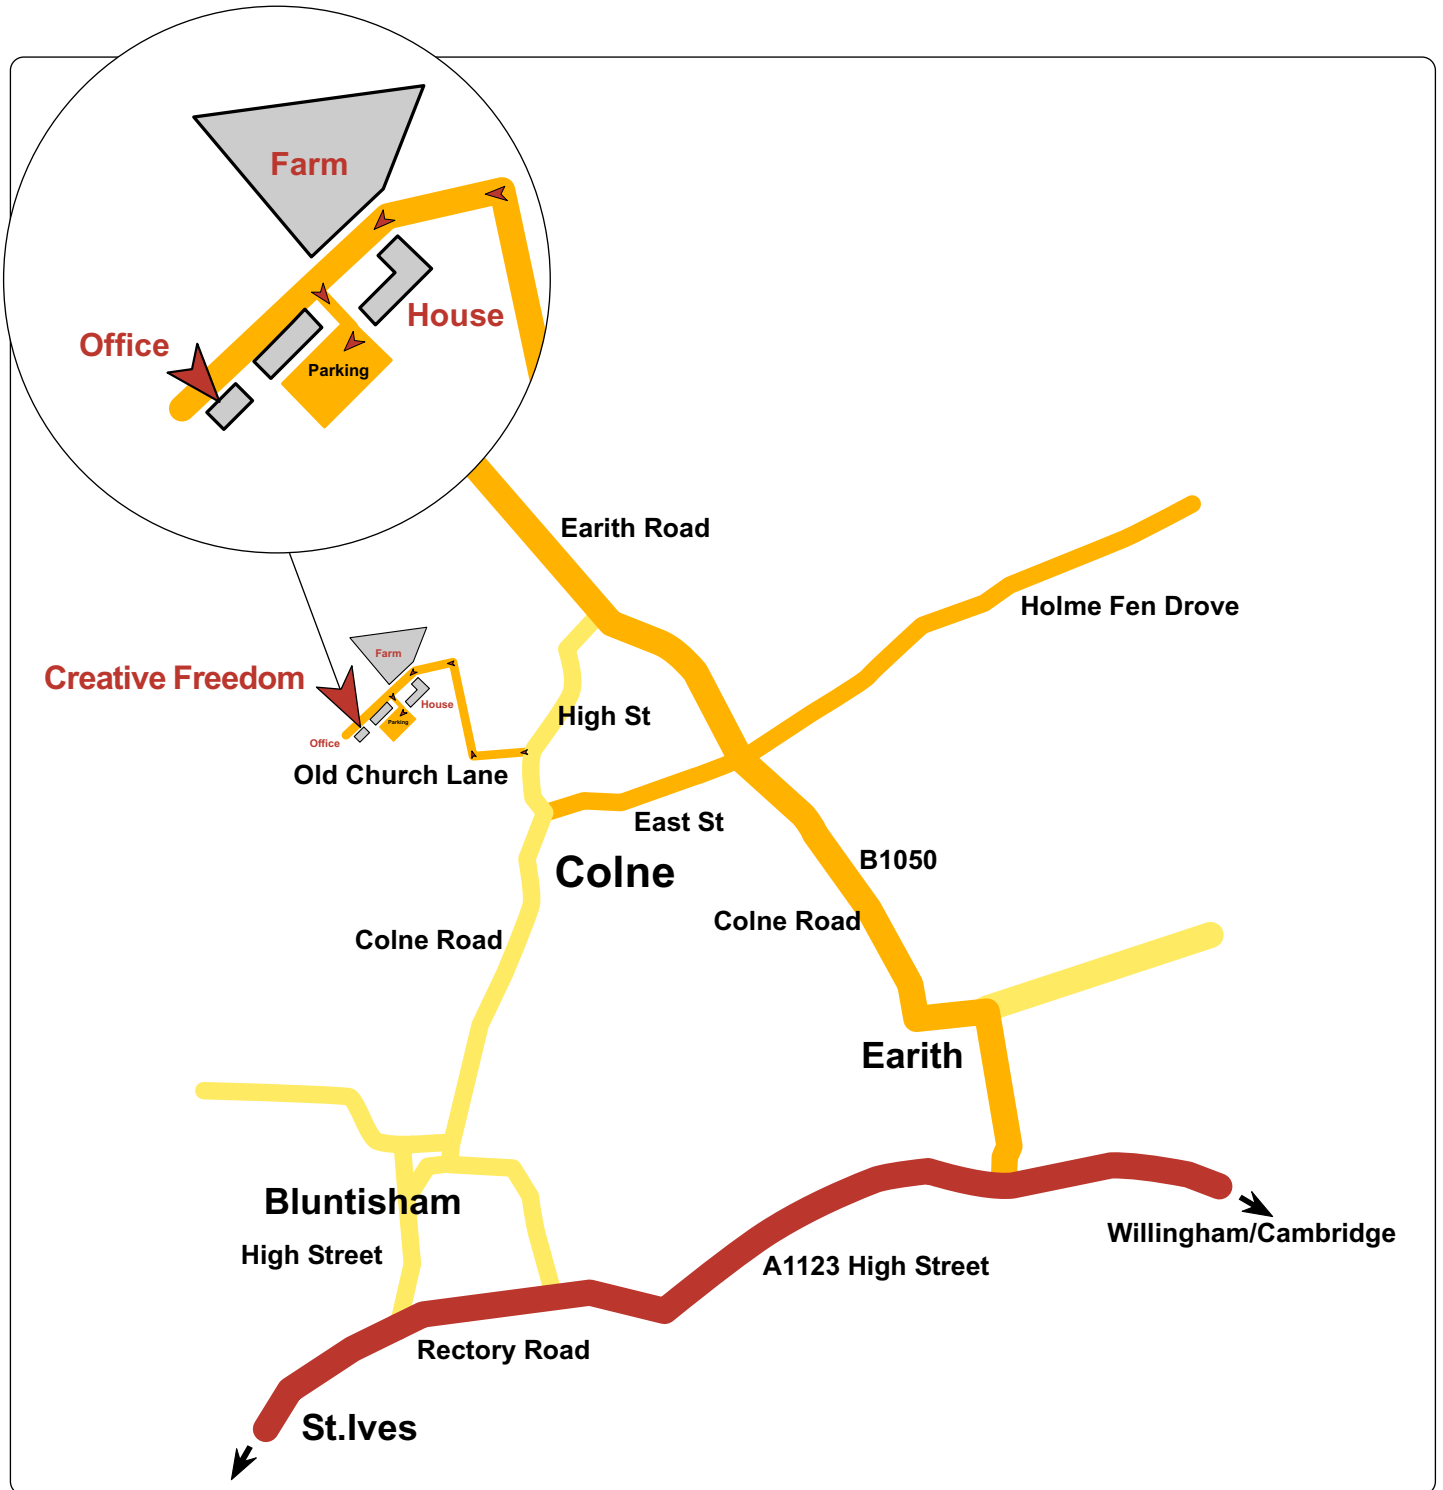 Farm
House
Office
Parking
Earith Road
Holme Fen Drove
Farm
Creative Freedom
House
High St
Parking
Office
Old Church Lane
East St
B1050
Colne
Colne Road
Colne Road
Earith
Bluntisham
Willingham/Cambridge
High Street
A1123 High Street
Rectory Road
St.Ives